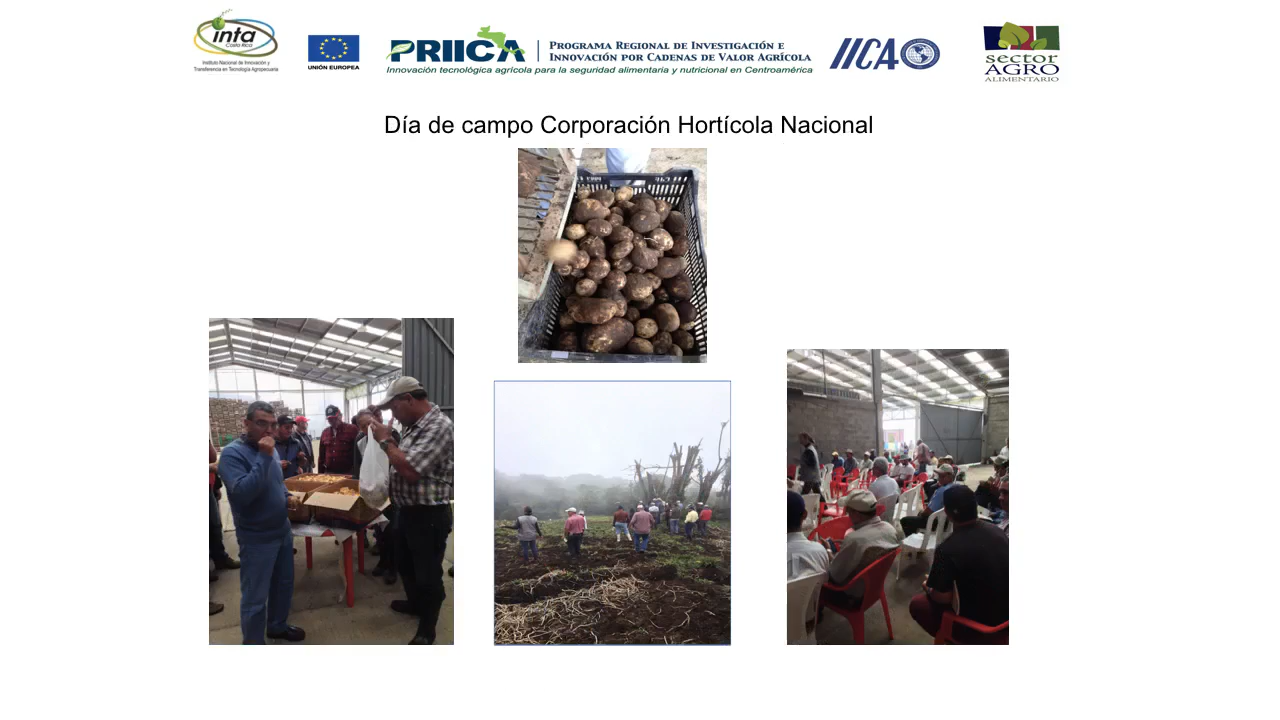 inta
Costa Rica
Instituto Nacional de Innovación y
Transferencia en Tecnología Agropecuaria
UNIÓN EUROPEA
PRIICA
PROGRAMA REGIONAL DE INVESTIGACIÓN E
INNOVACIÓN POR CADENAS DE VALOR AGRÍCOLA
Innovación tecnológica agrícola para la seguridad alimentaria y nutricional en Centroamérica
IICA
sector
AGRO
ALIMENTARIO
Día de campo Corporación Hortícola Nacional